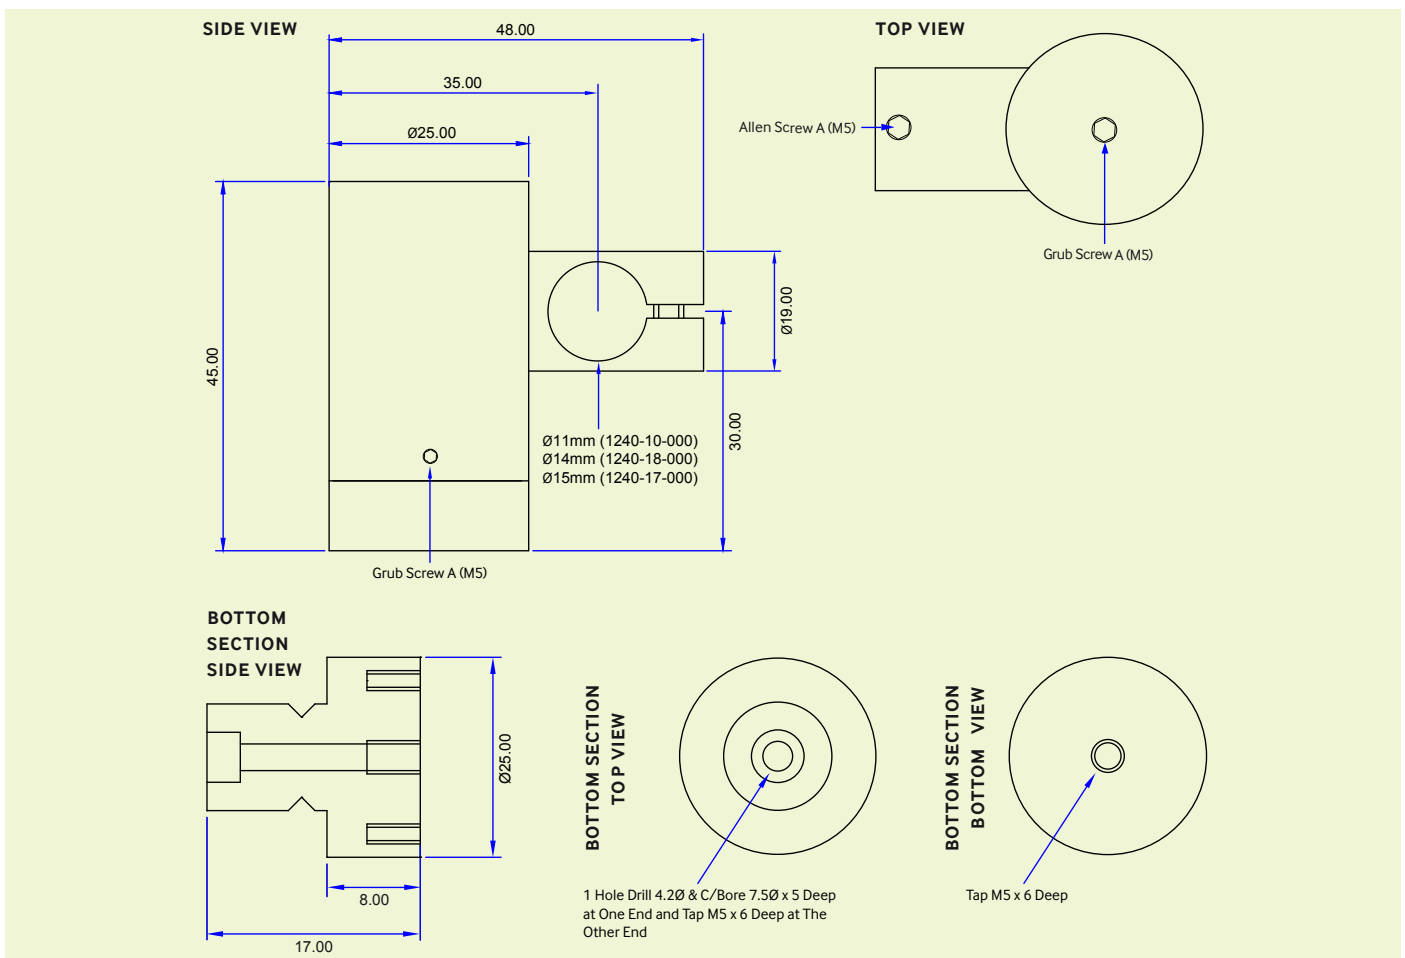 SIDE VIEW
48.00
35.00
Ø25.00
45.00
Ø19.00
30.00
Ø11mm (1240-10-000)
Ø14mm (1240-18-000)
Ø15mm (1240-17-000)
Grub Screw A (M5)
TOP VIEW
Allen Screw A (M5)
Grub Screw A (M5)
BOTTOM
SECTION
SIDE VIEW
Ø25.00
8.00
17.00
BOTTOM SECTION
TOP VIEW
1 Hole Drill 4.2Ø & C/Bore 7.5Ø x 5 Deep
at One End and Tap M5 x 6 Deep at The
Other End
BOTTOM SECTION
BOTTOM VIEW
Tap M5 x 6 Deep